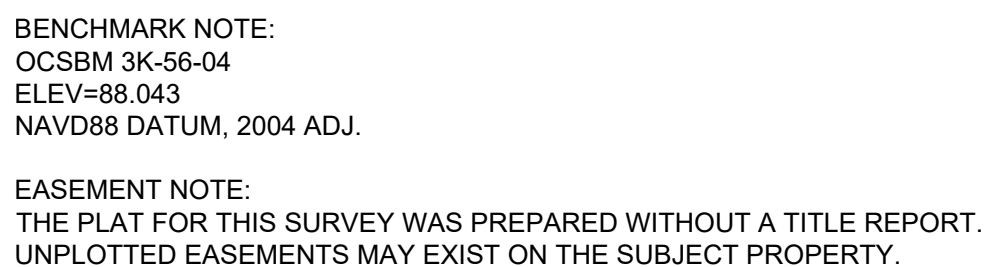 BENCHMARK NOTE:
OCSBM 3K-56-04
ELEV=88.043
NAVD88 DATUM, 2004 ADJ.
EASEMENT NOTE:
THE PLAT FOR THIS SURVEY WAS PREPARED WITHOUT A TITLE REPORT.
UNPLOTTED EASEMENTS MAY EXIST ON THE SUBJECT PROPERTY.